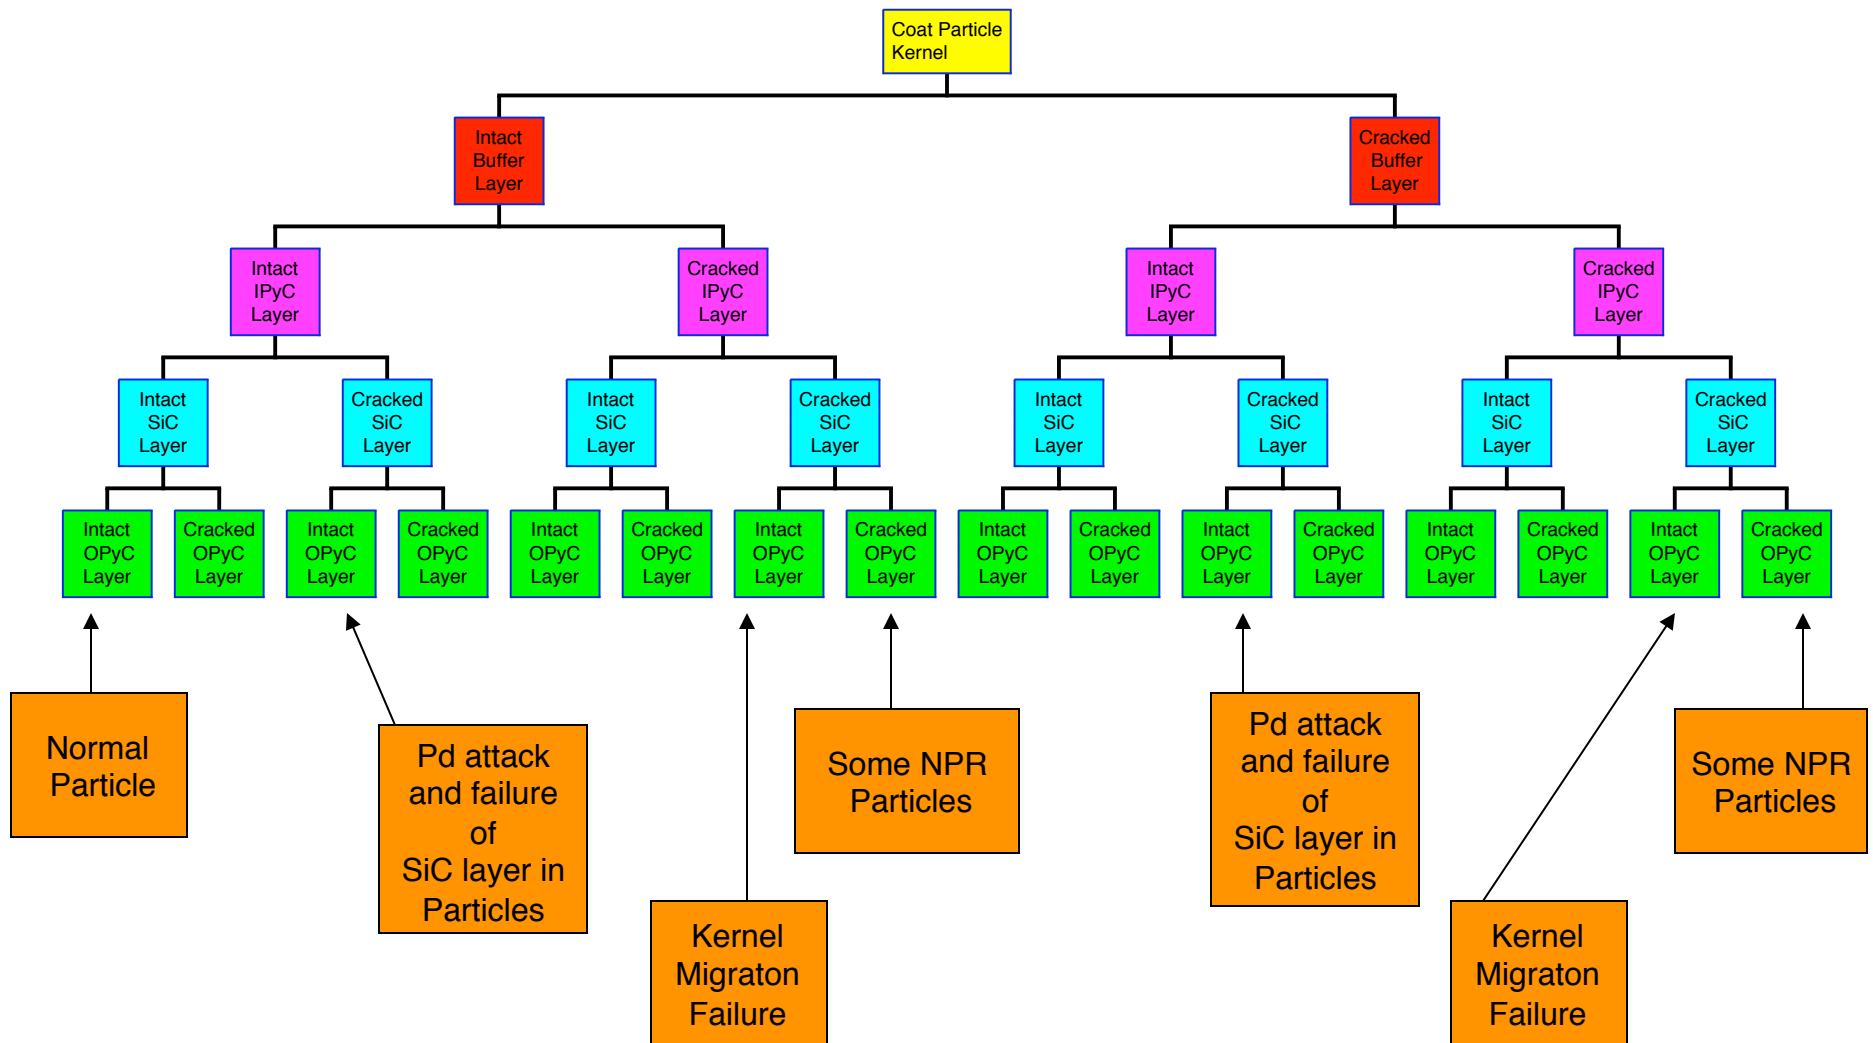 Coat Particle
Kernel
Intact
Buffer
Layer
Cracked
Buffer
Layer
Intact
IPyC
Layer
Cracked
IPyC
Layer
Intact
IPyC
Layer
Cracked
IPyC
Layer
Intact
SiC
Layer
Cracked
SiC
Layer
Intact
SiC
Layer
Cracked
SiC
Layer
Intact
SiC
Layer
Cracked
SiC
Layer
Intact
SiC
Layer
Cracked
SiC
Layer
Intact
OPyC
Layer
Cracked
OPyC
Layer
Intact
OPyC
Layer
Cracked
OPyC
Layer
Intact
OPyC
Layer
Cracked
OPyC
Layer
Intact
OPyC
Layer
Cracked
OPyC
Layer
Intact
OPyC
Layer
Cracked
OPyC
Layer
Intact
OPyC
Layer
Cracked
OPyC
Layer
Intact
OPyC
Layer
Cracked
OPyC
Layer
Intact
OPyC
Layer
Cracked
OPyC
Layer
Normal
Particle
Pd attack
and failure
of
SiC layer in
Particles
Kernel
Migraton
Failure
Some NPR
Particles
Pd attack
and failure
of
SiC layer in
Particles
Kernel
Migraton
Failure
Some NPR
Particles